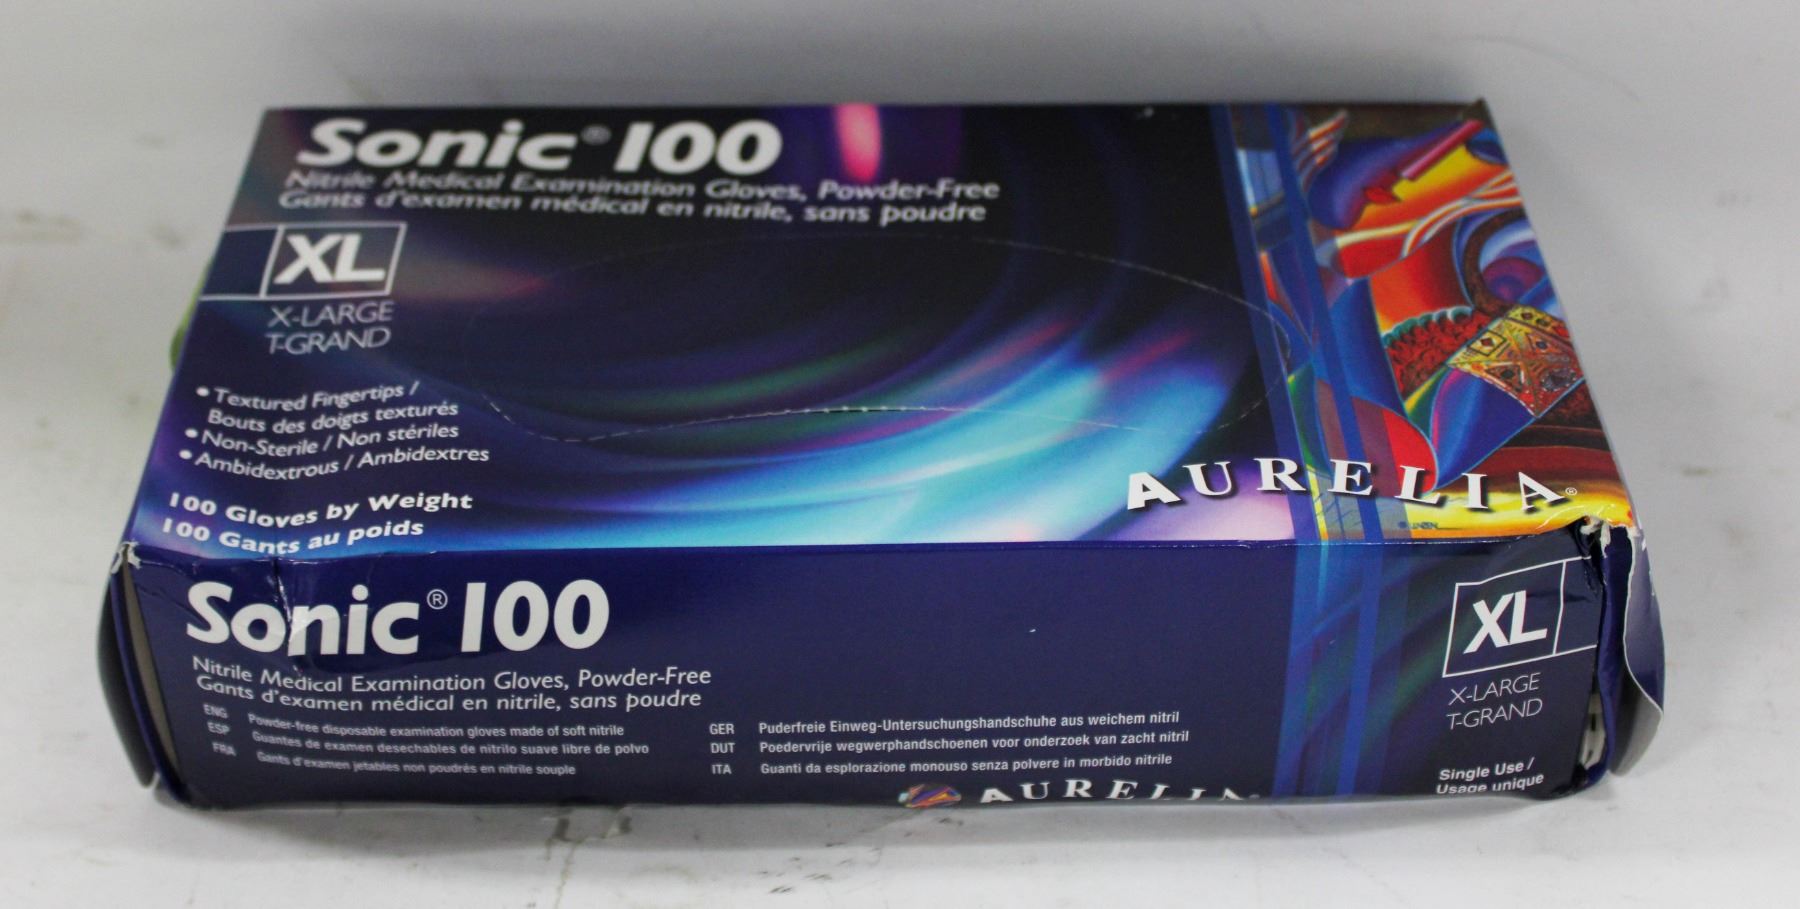 Sonic® 100
Nitrile Medical Examination Gloves, Powder-Free
Gants d'examen médical en nitrile, sans poudre
XL
X-LARGE
T-GRAND
• Textured Fingertips /
Bouts des doigts texturés
• Non-Sterile / Non stériles
• Ambidextrous / Ambidextres
100 Gloves by Weight
100 Gants au poids
AURELIA®
Sonic® 100
Nitrile Medical Examination Gloves, Powder-Free
Gants d'examen médical en nitrile, sans poudre
ENG Powder-free disposable examination gloves made of soft nitrile
ESP Guantes de examen desechables de nitrilo suave libre de polvo
FRA Gants d'examen jetables non poudrés en nitrile souple
GER Puderfreie Einweg-Untersuchungshandschuhe aus weichem nitril
DUT Poedervrije wegwerphandschoenen voor onderzoek van zacht nitril
ITA Guanti da esplorazione monouso senza polvere in morbido nitrile
AURELIA®
XL
X-LARGE
T-GRAND
Single Use /
Usage unique